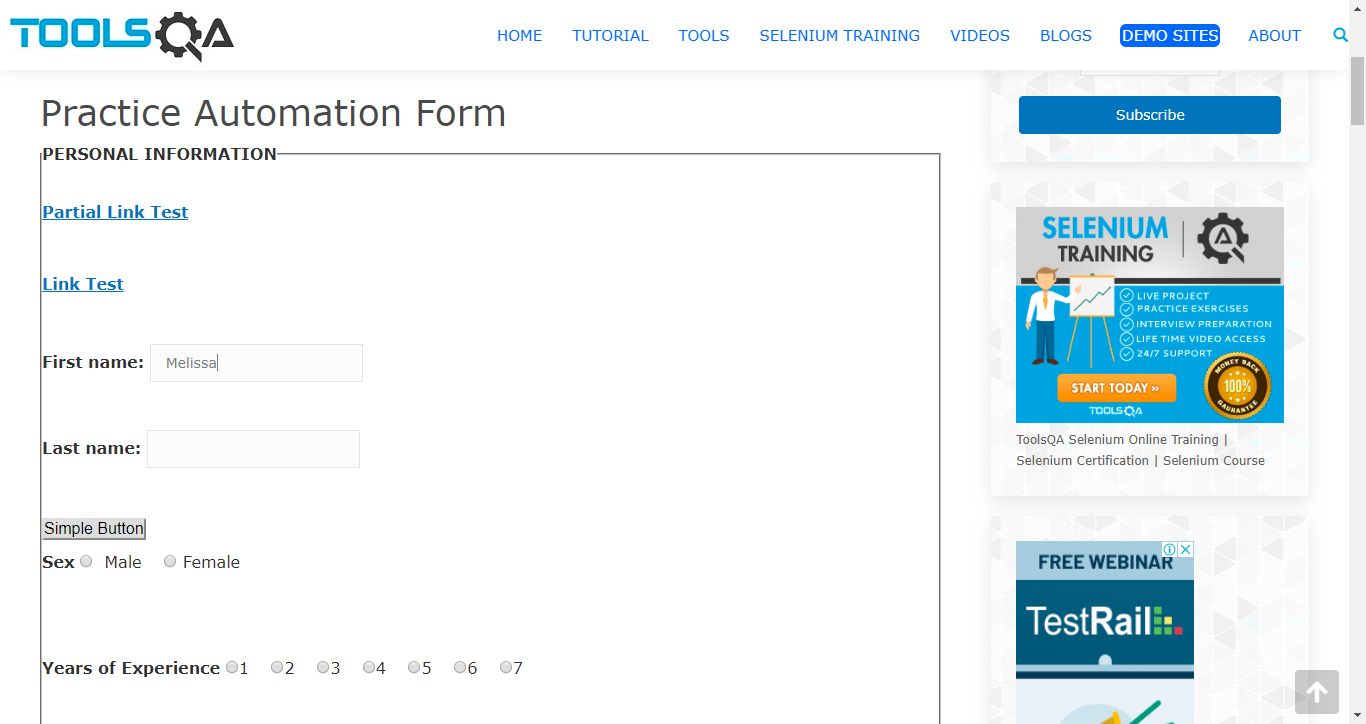 TOOLSQA
HOME TUTORIAL TOOLS SELENIUM TRAINING VIDEOS BLOGS DEMO SITES ABOUT
Practice Automation Form
PERSONAL INFORMATION
Partial Link Test
Link Test
First name: Melissa
Last name:
Simple Button
Sex Male Female
Years of Experience 1 2 3 4 5 6 7
Subscribe
SELENIUM
TRAINING
LIVE PROJECT
PRACTICE EXERCISES
INTERVIEW PREPARATION
LIFE TIME VIDEO ACCESS
24/7 SUPPORT
START TODAY »
TOOLSQA
MONEY BACK
100%
GAURANTEE
ToolsQA Selenium Online Training |
Selenium Certification | Selenium Course
FREE WEBINAR
TestRail